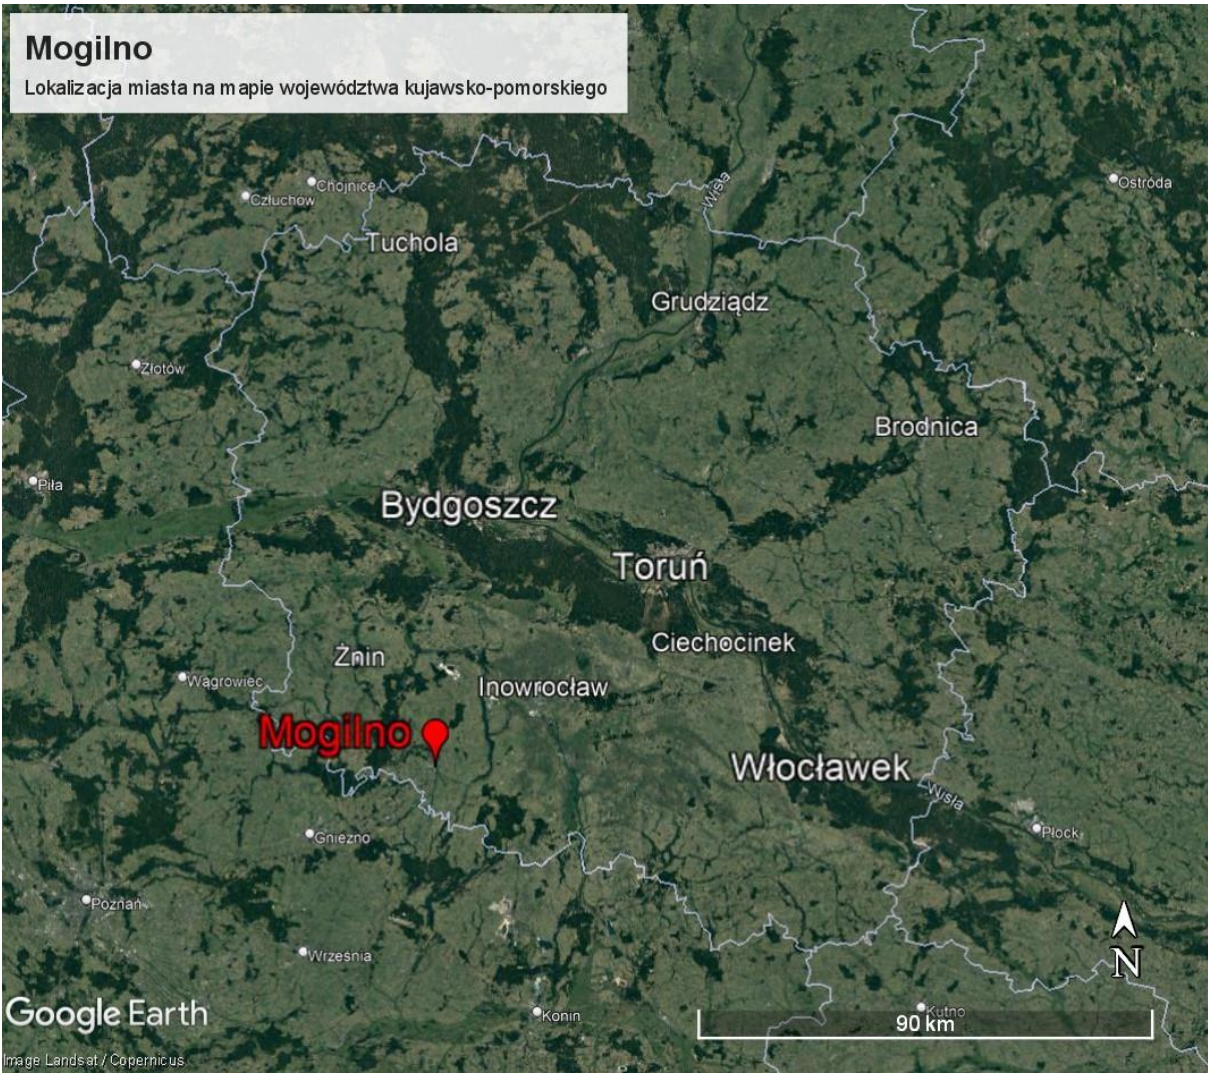 Mogilno
Lokalizacja miasta na mapie województwa kujawsko-pomorskiego
Chojnice
Człuchów
Wisła
Ostróda
Tuchola
Grudziądz
Złotów
Brodnica
Piła
Bydgoszcz
Toruń
Ciechocinek
Żnin
Wągrowiec
Inowrocław
Mogilno
Włocławek
Wisła
Płock
Gniezno
Poznań
N
Września
Google Earth
Konin
Kutno
90 km
Image Landsat / Copernicus